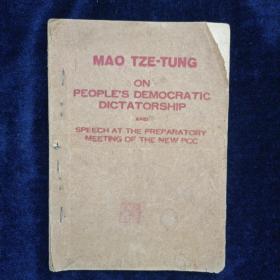 MAO TZE-TUNG
ON
PEOPLE'S DEMOCRATIC
DICTATORSHIP
AND
SPEECH AT THE PREPARATORY
MEETING OF THE NEW PCC